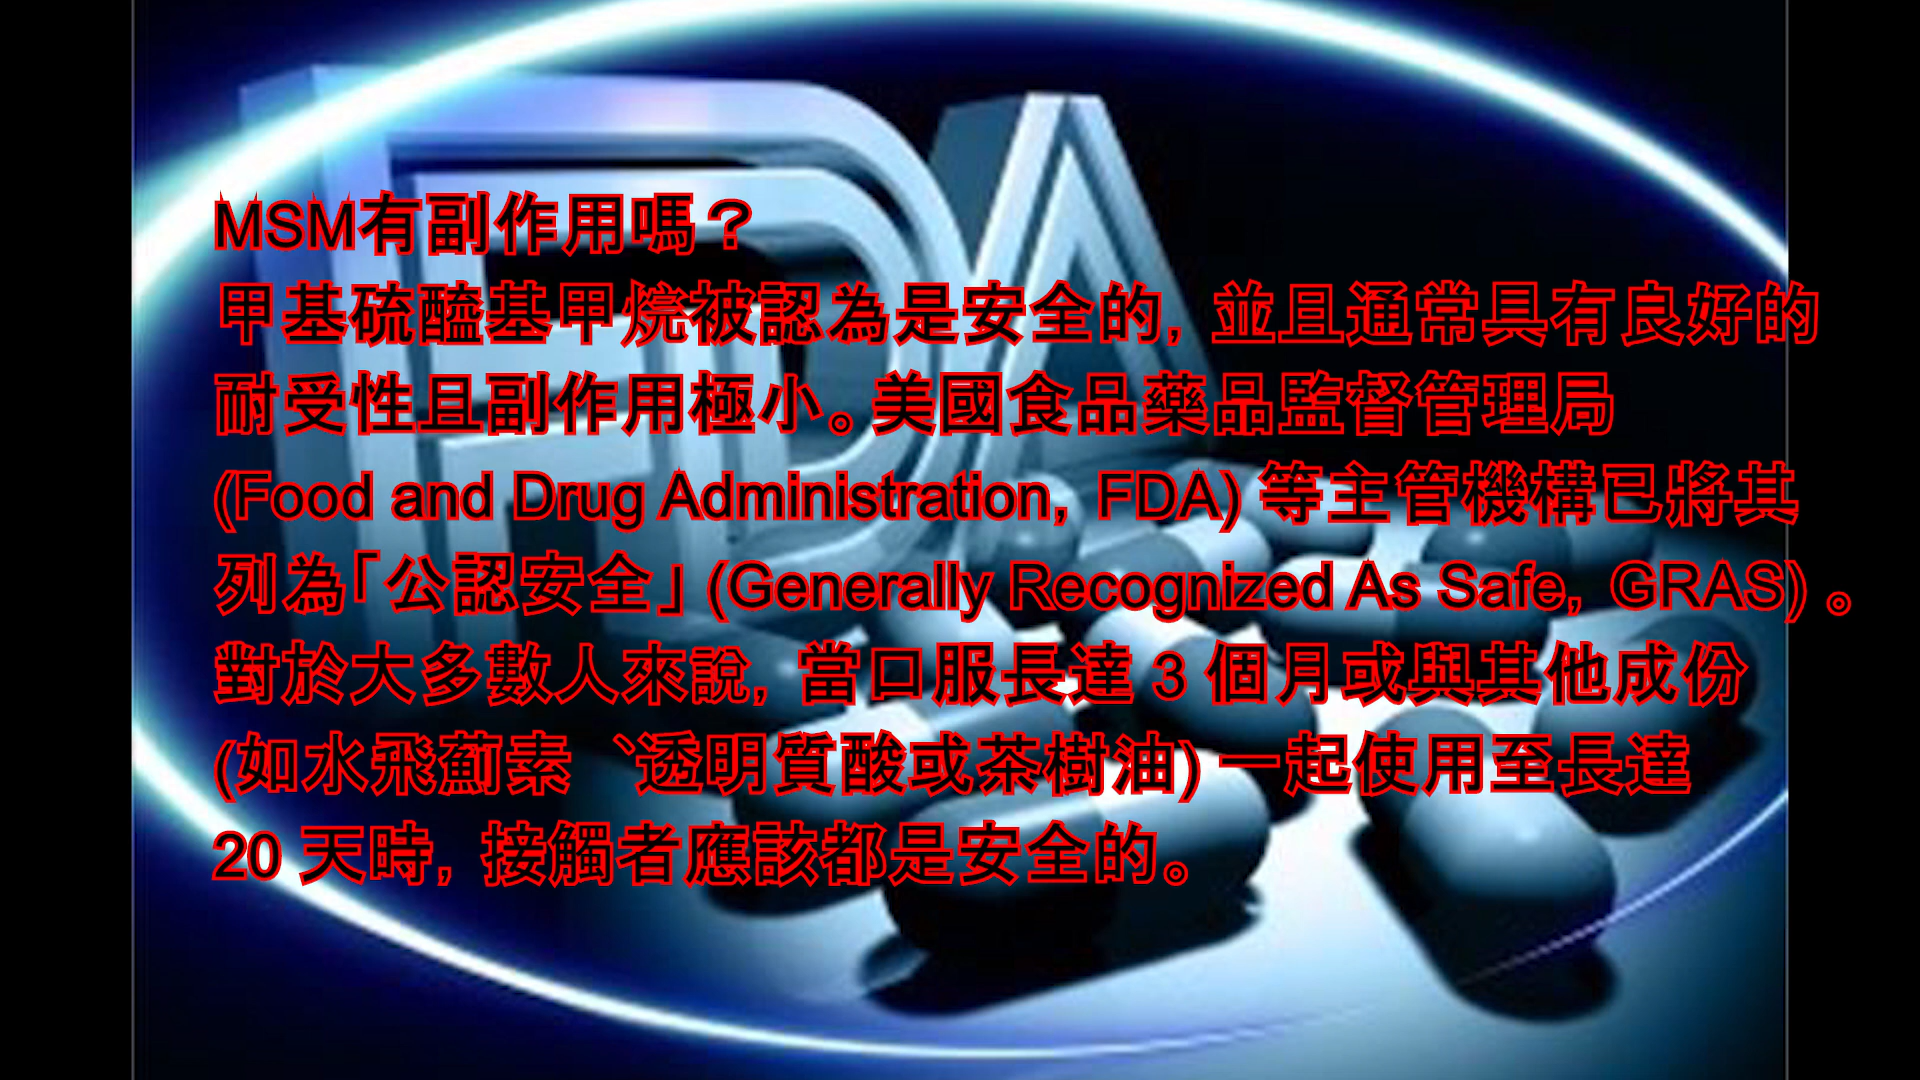 FDA
MSM有副作用嗎？
甲基硫醯基甲烷被認為是安全的, 並且通常具有良好的
耐受性且副作用極小。美國食品藥品監督管理局
(Food and Drug Administration, FDA) 等主管機構已將其
列為「公認安全」(Generally Recognized As Safe, GRAS) 。
對於大多數人來說, 當口服長達 3 個月或與其他成份
(如水飛薊素、透明質酸或茶樹油) 一起使用至長達
20 天時, 接觸者應該都是安全的。